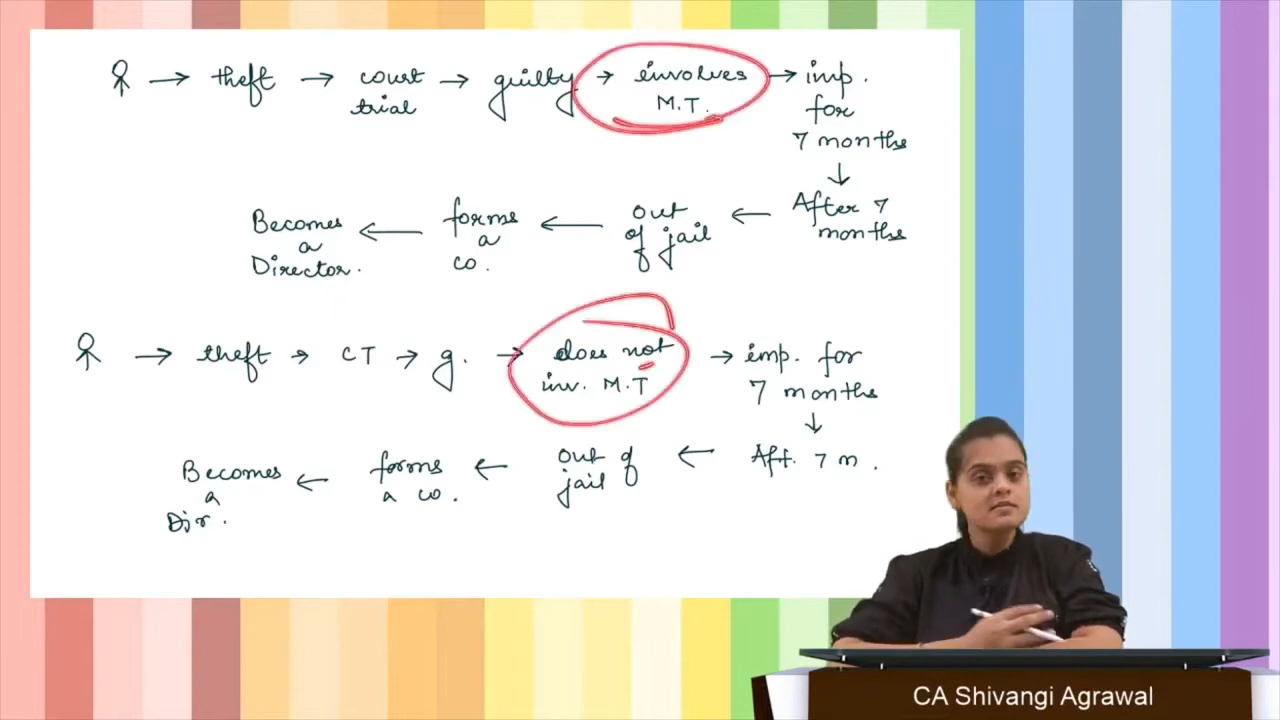 → theft → court trial → guilty → involves M.T. → imp. for 7 months
↓
After 7 months
← out of jail
← forms a co.
← Becomes a Director.
→ theft → CT → g. → does not inv. M.T → imp. for 7 months
↓
Aft. 7 m.
← out of jail
← forms a co.
← Becomes a Dir.
CA Shivangi Agrawal